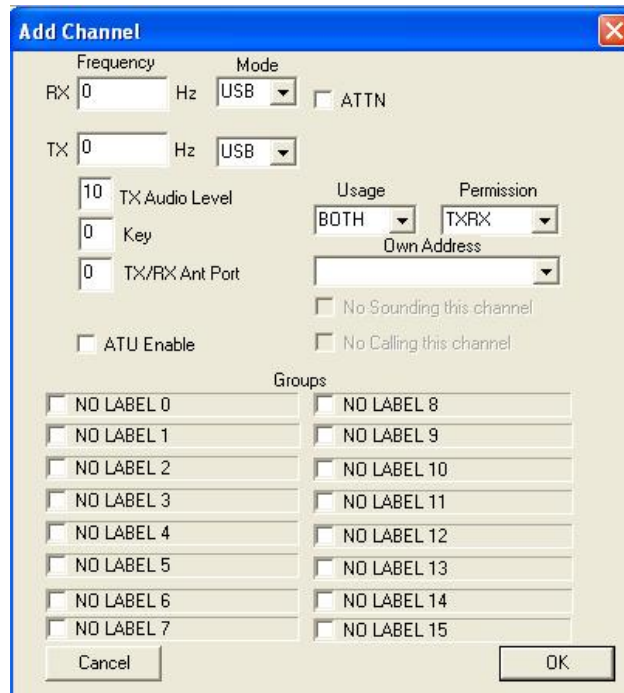 Add Channel
Frequency Mode
RX 0 Hz USB ATTN
TX 0 Hz USB
10 TX Audio Level
Usage Permission
0 Key
BOTH TXRX
Own Address
0 TX/RX Ant Port
No Sounding this channel
ATU Enable
No Calling this channel
Groups
NO LABEL 0 NO LABEL 8
NO LABEL 1 NO LABEL 9
NO LABEL 2 NO LABEL 10
NO LABEL 3 NO LABEL 11
NO LABEL 4 NO LABEL 12
NO LABEL 5 NO LABEL 13
NO LABEL 6 NO LABEL 14
NO LABEL 7 NO LABEL 15
Cancel OK